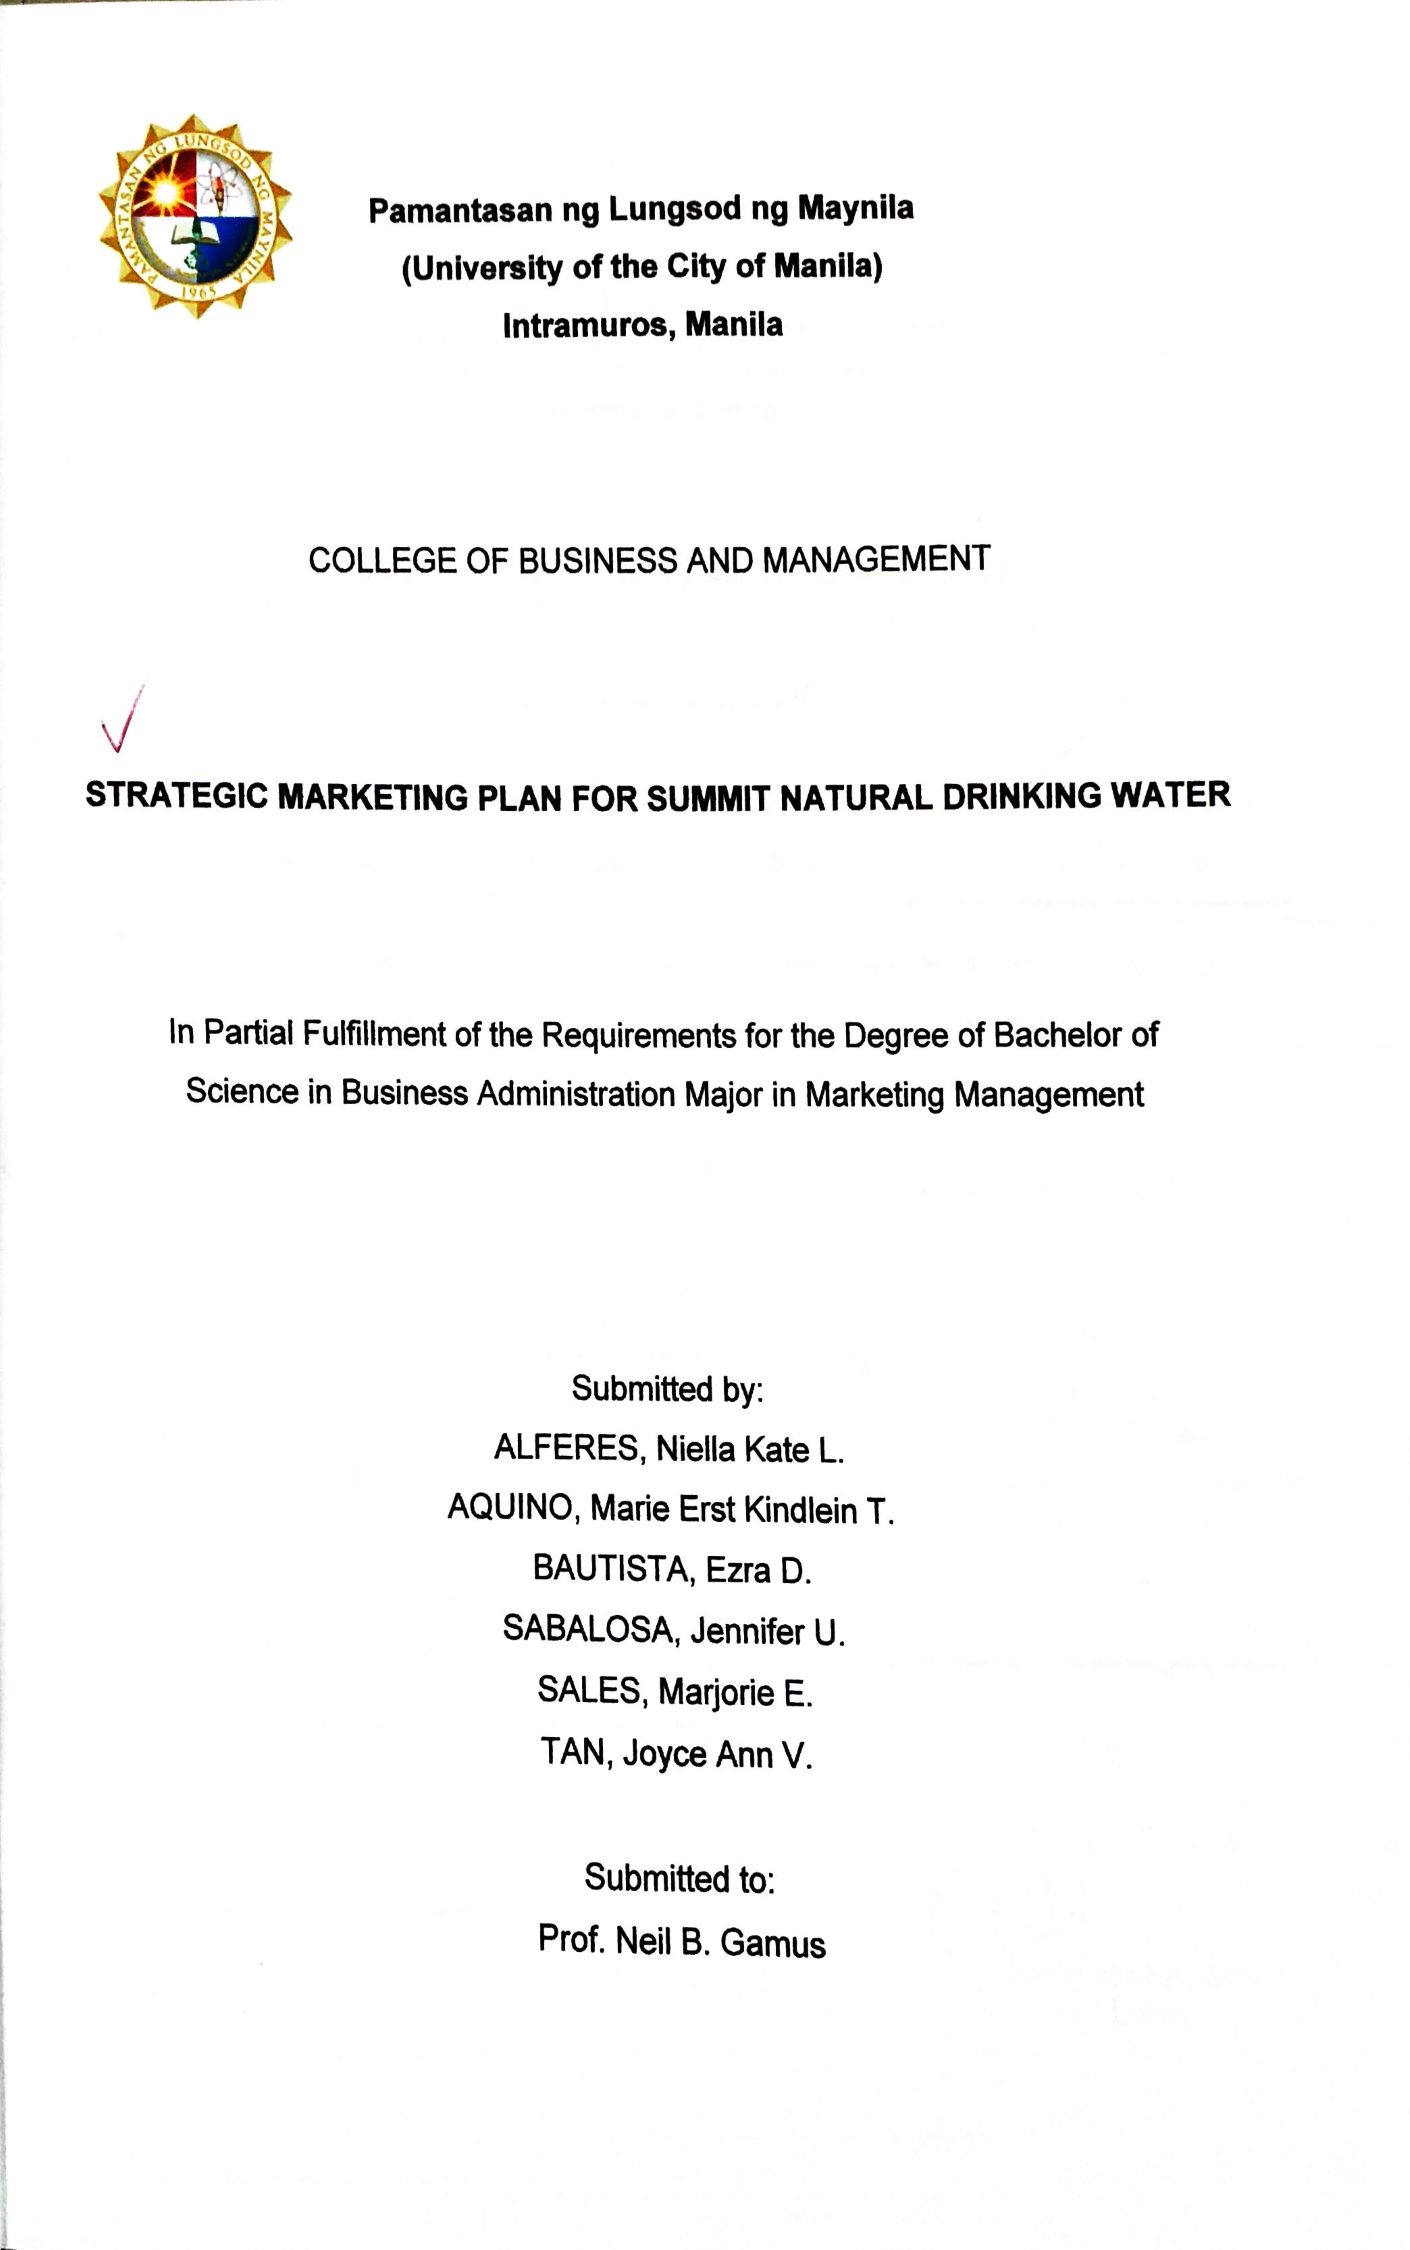 PAMANTASAN NG LUNGSOD NG MAYNILA
1965
Pamantasan ng Lungsod ng Maynila
(University of the City of Manila)
Intramuros, Manila
COLLEGE OF BUSINESS AND MANAGEMENT
STRATEGIC MARKETING PLAN FOR SUMMIT NATURAL DRINKING WATER
In Partial Fulfillment of the Requirements for the Degree of Bachelor of
Science in Business Administration Major in Marketing Management
Submitted by:
ALFERES, Niella Kate L.
AQUINO, Marie Erst Kindlein T.
BAUTISTA, Ezra D.
SABALOSA, Jennifer U.
SALES, Marjorie E.
TAN, Joyce Ann V.
Submitted to:
Prof. Neil B. Gamus